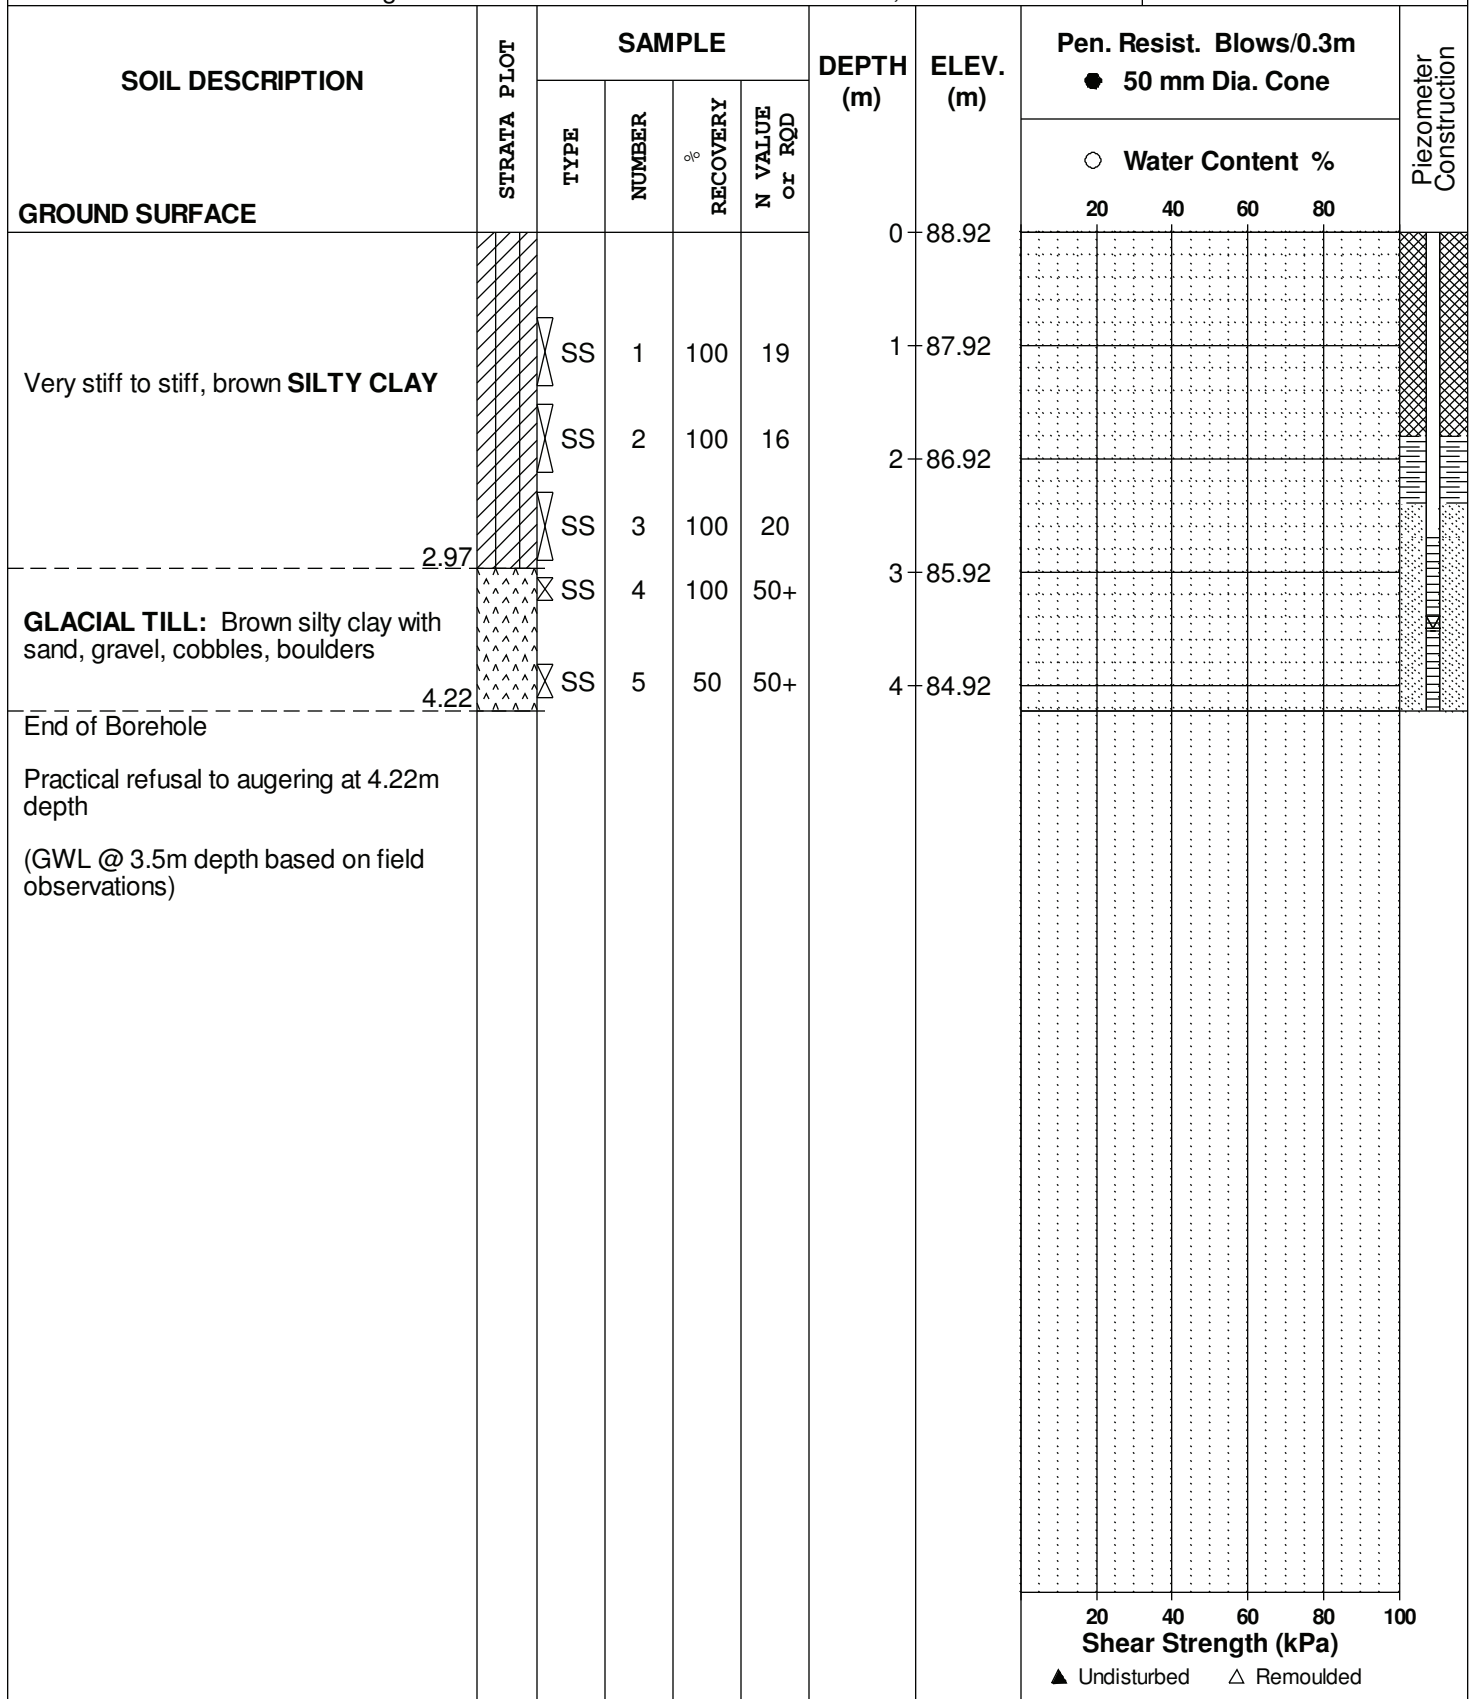 SOIL DESCRIPTION
GROUND SURFACE
STRATA PLOT
SAMPLE
TYPE
NUMBER
%
RECOVERY
N VALUE
or RQD
DEPTH
(m)
ELEV.
(m)
Pen. Resist. Blows/0.3m
● 50 mm Dia. Cone
○ Water Content %
20 40 60 80
Piezometer
Construction
0 88.92
SS 1 100 19
1 87.92
Very stiff to stiff, brown SILTY CLAY
SS 2 100 16
2 86.92
SS 3 100 20
2.97
3 85.92
SS 4 100 50+
GLACIAL TILL: Brown silty clay with
sand, gravel, cobbles, boulders
SS 5 50 50+
4 84.92
4.22
End of Borehole
Practical refusal to augering at 4.22m
depth
(GWL @ 3.5m depth based on field
observations)
20 40 60 80 100
Shear Strength (kPa)
▲ Undisturbed △ Remoulded